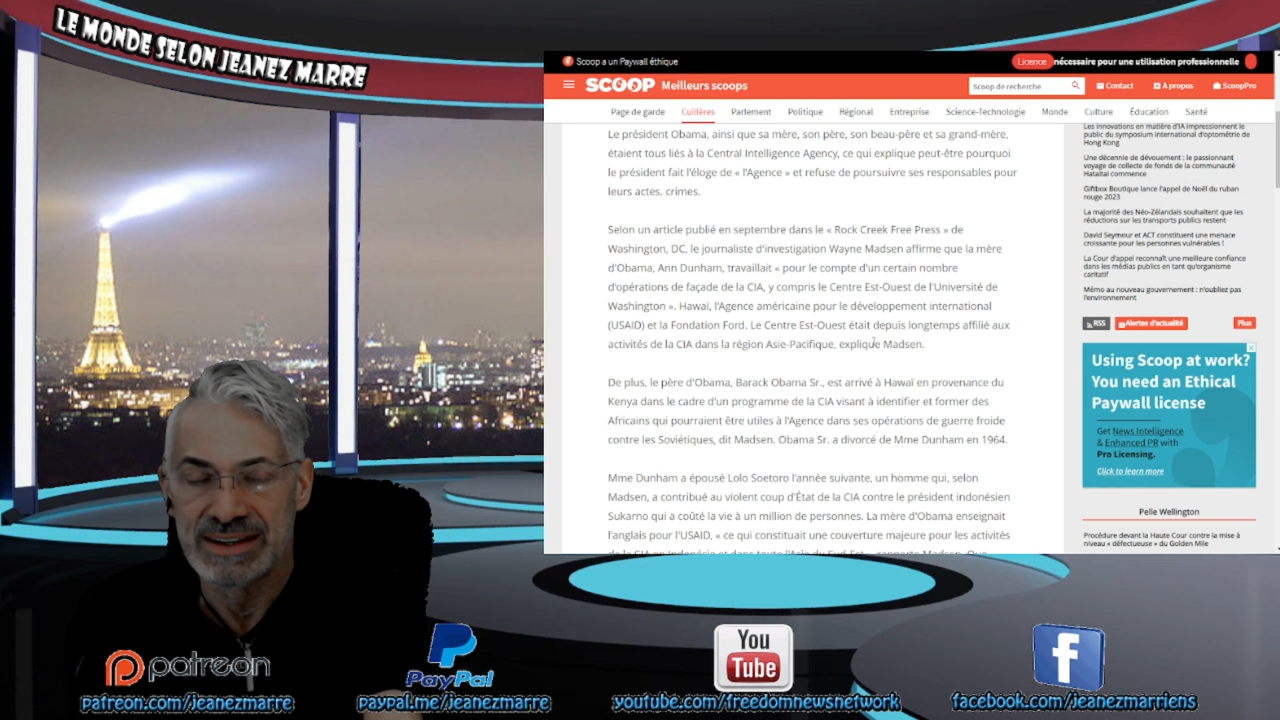 LE MONDE SELON JEANEZ MARRE
Scoop a un Paywall éthique
Licence nécessaire pour une utilisation professionnelle
SCOOP Meilleurs scoops
Scoop de recherche
Contact
À propos
ScoopPro
Page de garde Cuillères Parlement Politique Régional Entreprise Science-Technologie Monde Culture Éducation Santé
Le président Obama, ainsi que sa mère, son père, son beau-père et sa grand-mère,
étaient tous liés à la Central Intelligence Agency, ce qui explique peut-être pourquoi
le président fait l'éloge de « l'Agence » et refuse de poursuivre ses responsables pour
leurs actes. crimes.
Selon un article publié en septembre dans le « Rock Creek Free Press » de
Washington, DC, le journaliste d'investigation Wayne Madsen affirme que la mère
d'Obama, Ann Dunham, travaillait « pour le compte d'un certain nombre
d'opérations de façade de la CIA, y compris le Centre Est-Ouest de l'Université de
Washington ». Hawaï, l'Agence américaine pour le développement international
(USAID) et la Fondation Ford. Le Centre Est-Ouest était depuis longtemps affilié aux
activités de la CIA dans la région Asie-Pacifique, explique Madsen.
De plus, le père d'Obama, Barack Obama Sr., est arrivé à Hawaï en provenance du
Kenya dans le cadre d'un programme de la CIA visant à identifier et former des
Africains qui pourraient être utiles à l'Agence dans ses opérations de guerre froide
contre les Soviétiques, dit Madsen. Obama Sr. a divorcé de Mme Dunham en 1964.
Mme Dunham a épousé Lolo Soetoro l'année suivante, un homme qui, selon
Madsen, a contribué au violent coup d'État de la CIA contre le président indonésien
Sukarno qui a coûté la vie à un million de personnes. La mère d'Obama enseignait
l'anglais pour l'USAID, « ce qui constituait une couverture majeure pour les activités
de la CIA en Indonésie et dans toute l'Asie du Sud-Est », rapporte Madsen. Que
Les innovations en matière d'IA impressionnent le
public du symposium international d'optométrie de
Hong Kong
Une décennie de dévouement : le passionnant
voyage de collecte de fonds de la communauté
Hataitai commence
Giftbox Boutique lance l'appel de Noël du ruban
rouge 2023
La majorité des Néo-Zélandais souhaitent que les
réductions sur les transports publics restent
David Seymour et ACT constituent une menace
croissante pour les personnes vulnérables !
La Cour d'appel reconnaît une meilleure confiance
dans les médias publics en tant qu'organisme
caritatif
Mémo au nouveau gouvernement : n'oubliez pas
l'environnement
RSS
Alertes d'actualité
Plus
Using Scoop at work?
You need an Ethical
Paywall license
Get News Intelligence
& Enhanced PR with
Pro Licensing.
Click to learn more
Pelle Wellington
Procédure devant la Haute Cour contre la mise à
niveau « défectueuse » du Golden Mile
patreon
patreon.com/jeanezmarre
PayPal
paypal.me/jeanezmarre
You
Tube
youtube.com/freedomnewsnetwork
f
facebook.com/jeanezmarriens